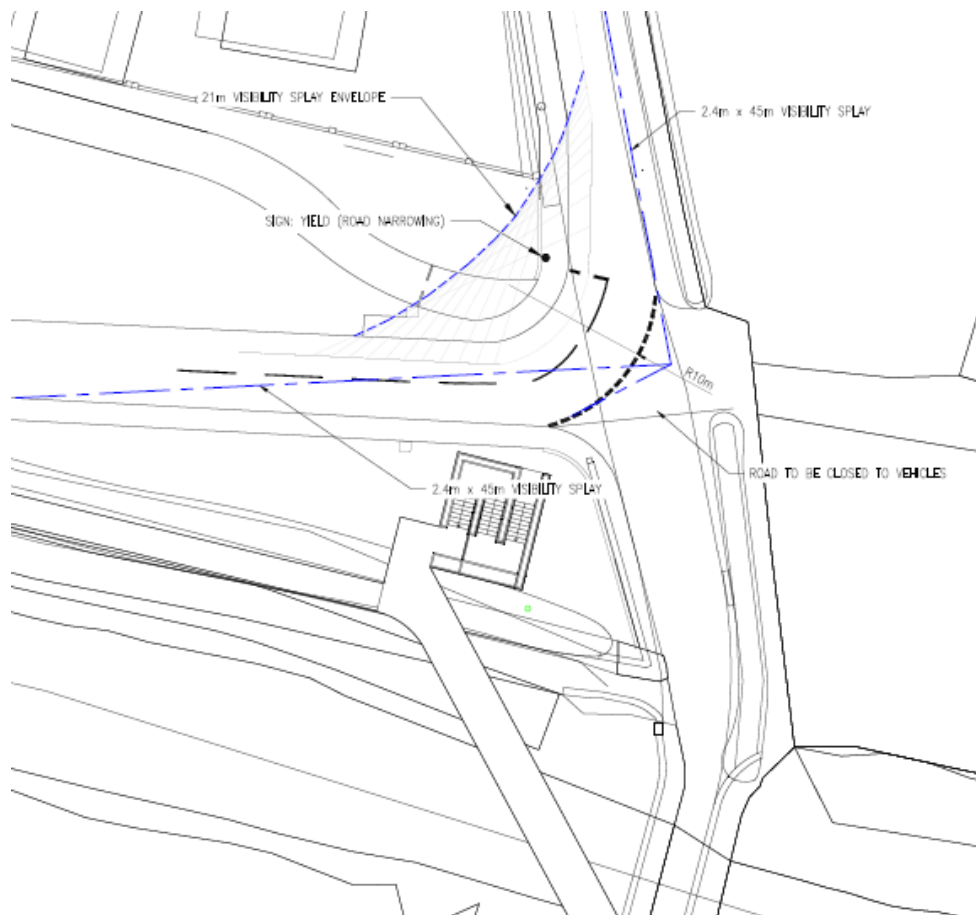 21m VISIBILITY SPLAY ENVELOPE
2.4m x 45m VISIBILITY SPLAY
SIGN: YIELD (ROAD NARROWING)
R10m
ROAD TO BE CLOSED TO VEHICLES
2.4m x 45m VISIBILITY SPLAY